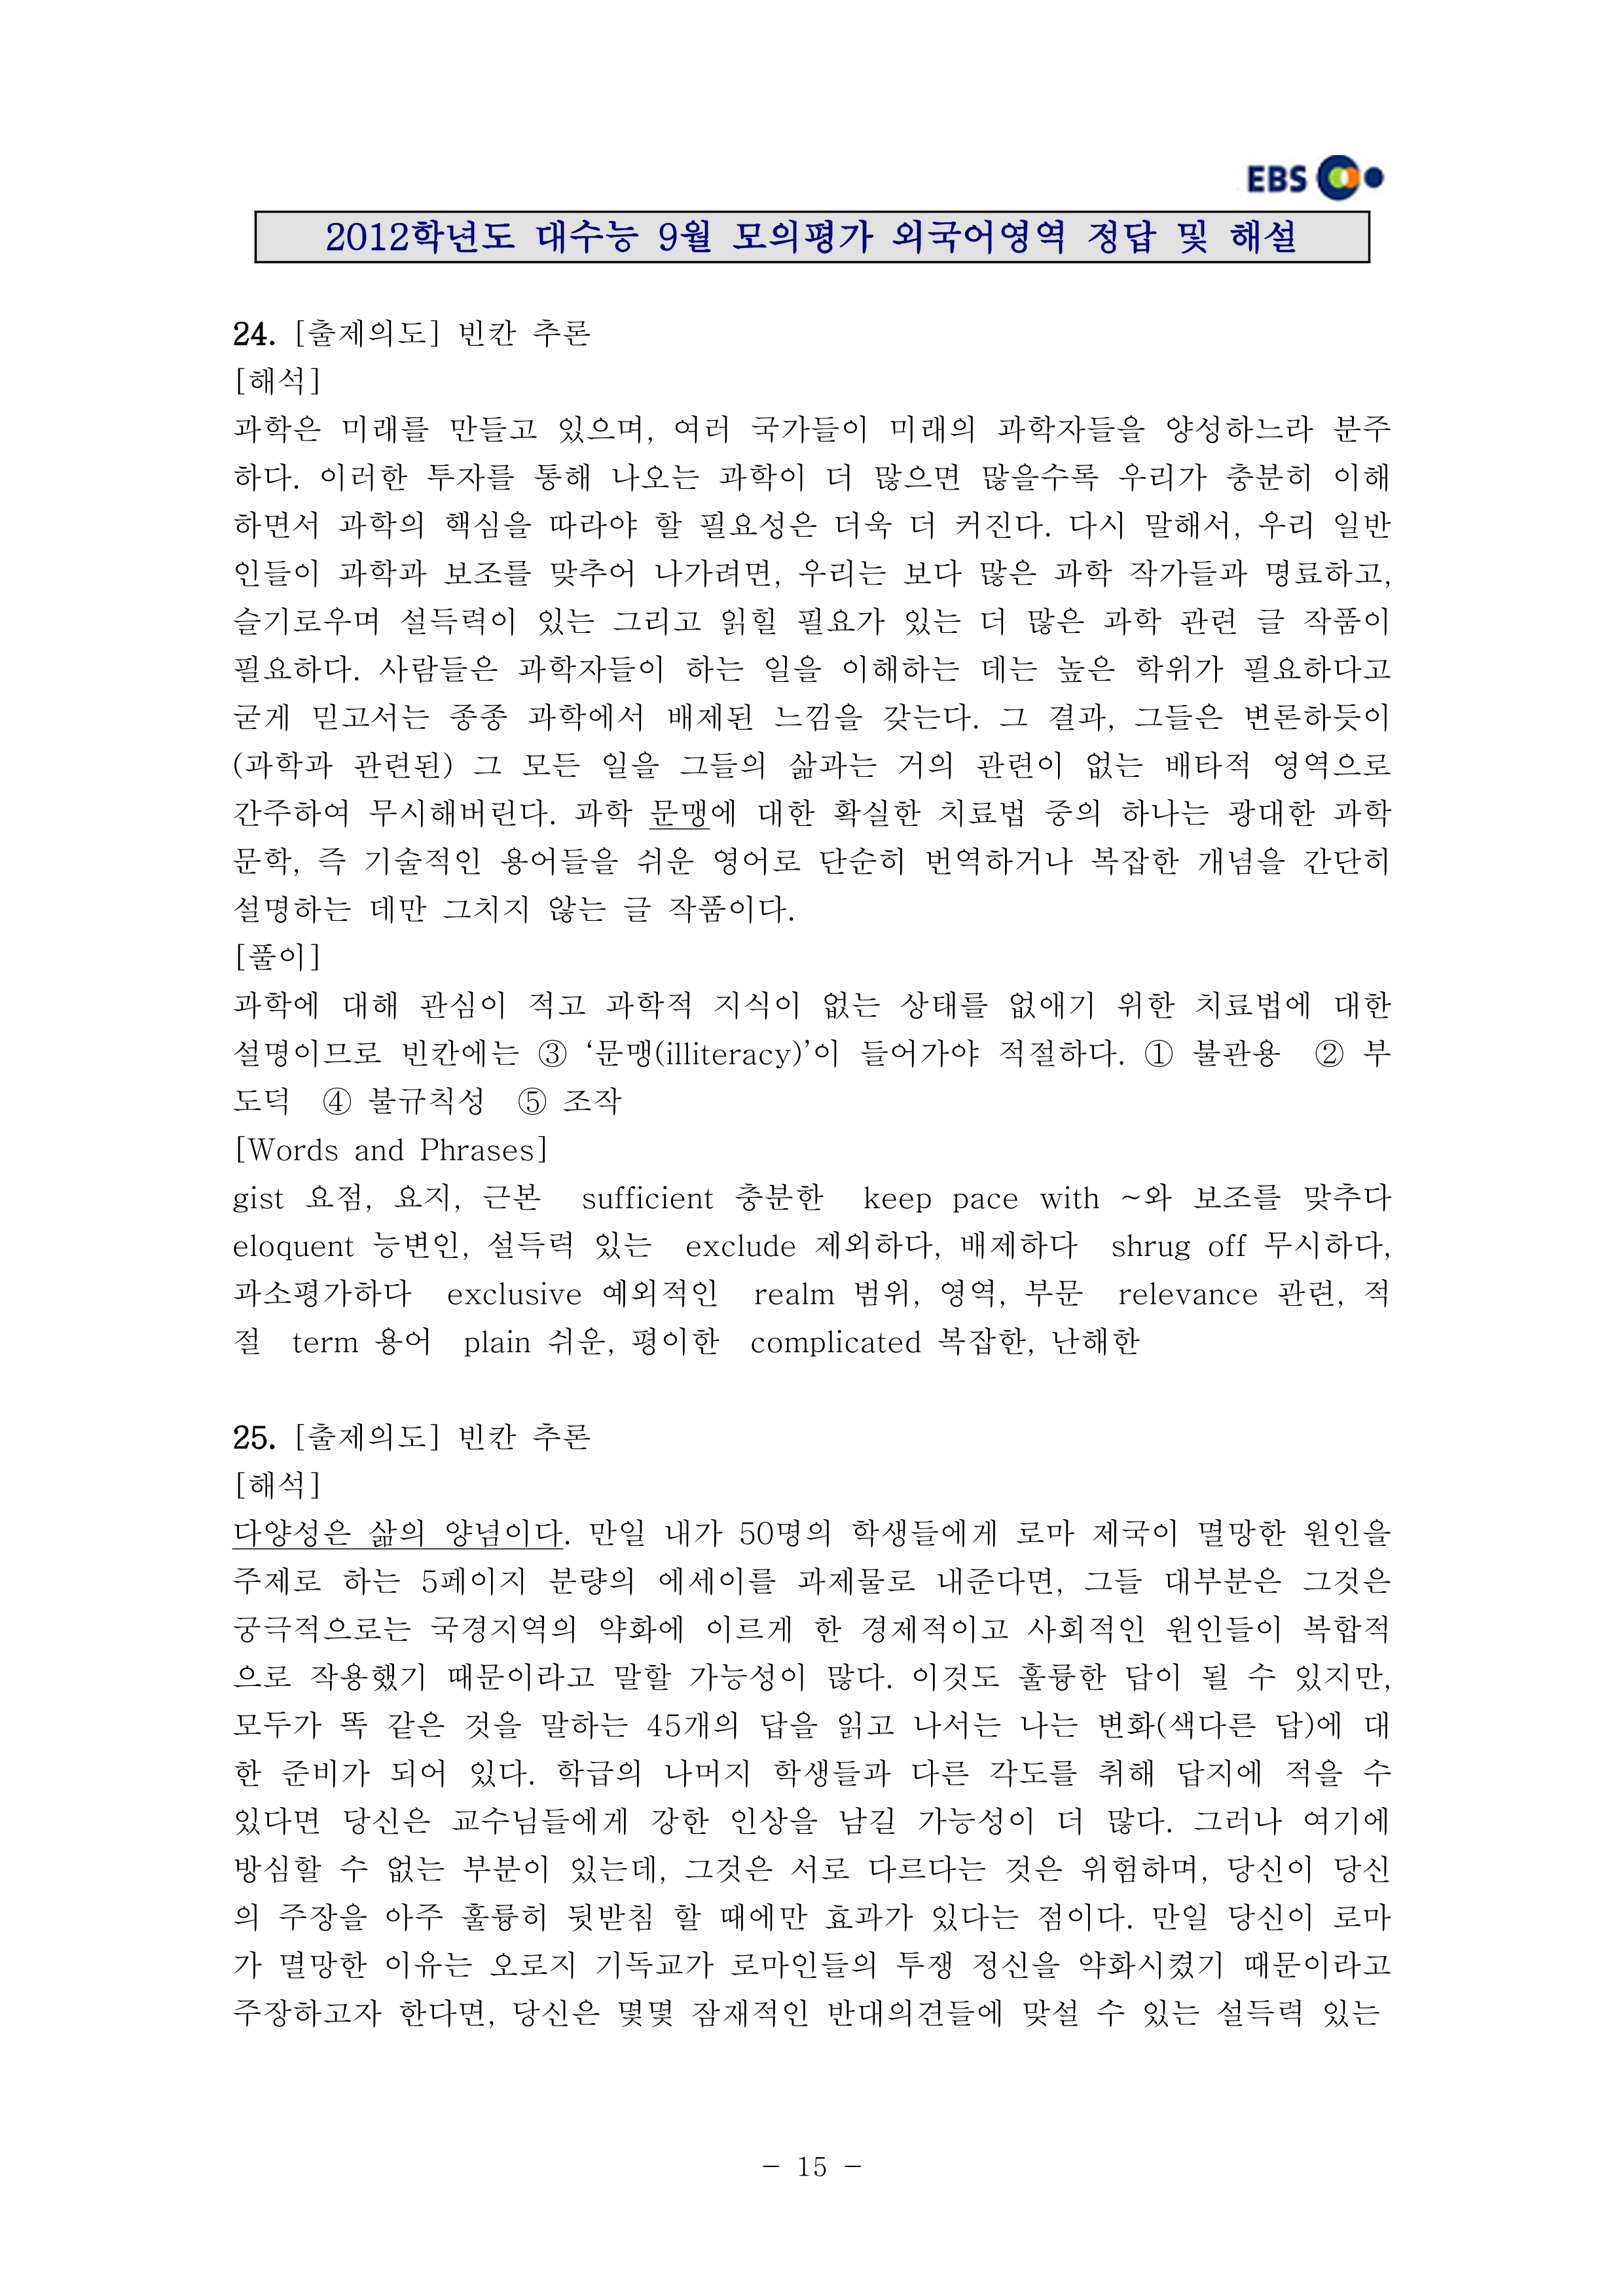 EBS
2012학년도 대수능 9월 모의평가 외국어영역 정답 및 해설
24. [출제의도] 빈칸 추론
[해석]
과학은 미래를 만들고 있으며, 여러 국가들이 미래의 과학자들을 양성하느라 분주
하다. 이러한 투자를 통해 나오는 과학이 더 많으면 많을수록 우리가 충분히 이해
하면서 과학의 핵심을 따라야 할 필요성은 더욱 더 커진다. 다시 말해서, 우리 일반
인들이 과학과 보조를 맞추어 나가려면, 우리는 보다 많은 과학 작가들과 명료하고,
슬기로우며 설득력이 있는 그리고 읽힐 필요가 있는 더 많은 과학 관련 글 작품이
필요하다. 사람들은 과학자들이 하는 일을 이해하는 데는 높은 학위가 필요하다고
굳게 믿고서는 종종 과학에서 배제된 느낌을 갖는다. 그 결과, 그들은 변론하듯이
(과학과 관련된) 그 모든 일을 그들의 삶과는 거의 관련이 없는 배타적 영역으로
간주하여 무시해버린다. 과학 문맹에 대한 확실한 치료법 중의 하나는 광대한 과학
문학, 즉 기술적인 용어들을 쉬운 영어로 단순히 번역하거나 복잡한 개념을 간단히
설명하는 데만 그치지 않는 글 작품이다.
[풀이]
과학에 대해 관심이 적고 과학적 지식이 없는 상태를 없애기 위한 치료법에 대한
설명이므로 빈칸에는 ③ ‘문맹(illiteracy)’이 들어가야 적절하다. ① 불관용 ② 부
도덕 ④ 불규칙성 ⑤ 조작
[Words and Phrases]
gist 요점, 요지, 근본 sufficient 충분한 keep pace with ~와 보조를 맞추다
eloquent 능변인, 설득력 있는 exclude 제외하다, 배제하다 shrug off 무시하다,
과소평가하다 exclusive 예외적인 realm 범위, 영역, 부문 relevance 관련, 적
절 term 용어 plain 쉬운, 평이한 complicated 복잡한, 난해한
25. [출제의도] 빈칸 추론
[해석]
다양성은 삶의 양념이다. 만일 내가 50명의 학생들에게 로마 제국이 멸망한 원인을
주제로 하는 5페이지 분량의 에세이를 과제물로 내준다면, 그들 대부분은 그것은
궁극적으로는 국경지역의 약화에 이르게 한 경제적이고 사회적인 원인들이 복합적
으로 작용했기 때문이라고 말할 가능성이 많다. 이것도 훌륭한 답이 될 수 있지만,
모두가 똑 같은 것을 말하는 45개의 답을 읽고 나서는 나는 변화(색다른 답)에 대
한 준비가 되어 있다. 학급의 나머지 학생들과 다른 각도를 취해 답지에 적을 수
있다면 당신은 교수님들에게 강한 인상을 남길 가능성이 더 많다. 그러나 여기에
방심할 수 없는 부분이 있는데, 그것은 서로 다르다는 것은 위험하며, 당신이 당신
의 주장을 아주 훌륭히 뒷받침 할 때에만 효과가 있다는 점이다. 만일 당신이 로마
가 멸망한 이유는 오로지 기독교가 로마인들의 투쟁 정신을 약화시켰기 때문이라고
주장하고자 한다면, 당신은 몇몇 잠재적인 반대의견들에 맞설 수 있는 설득력 있는
- 15 -